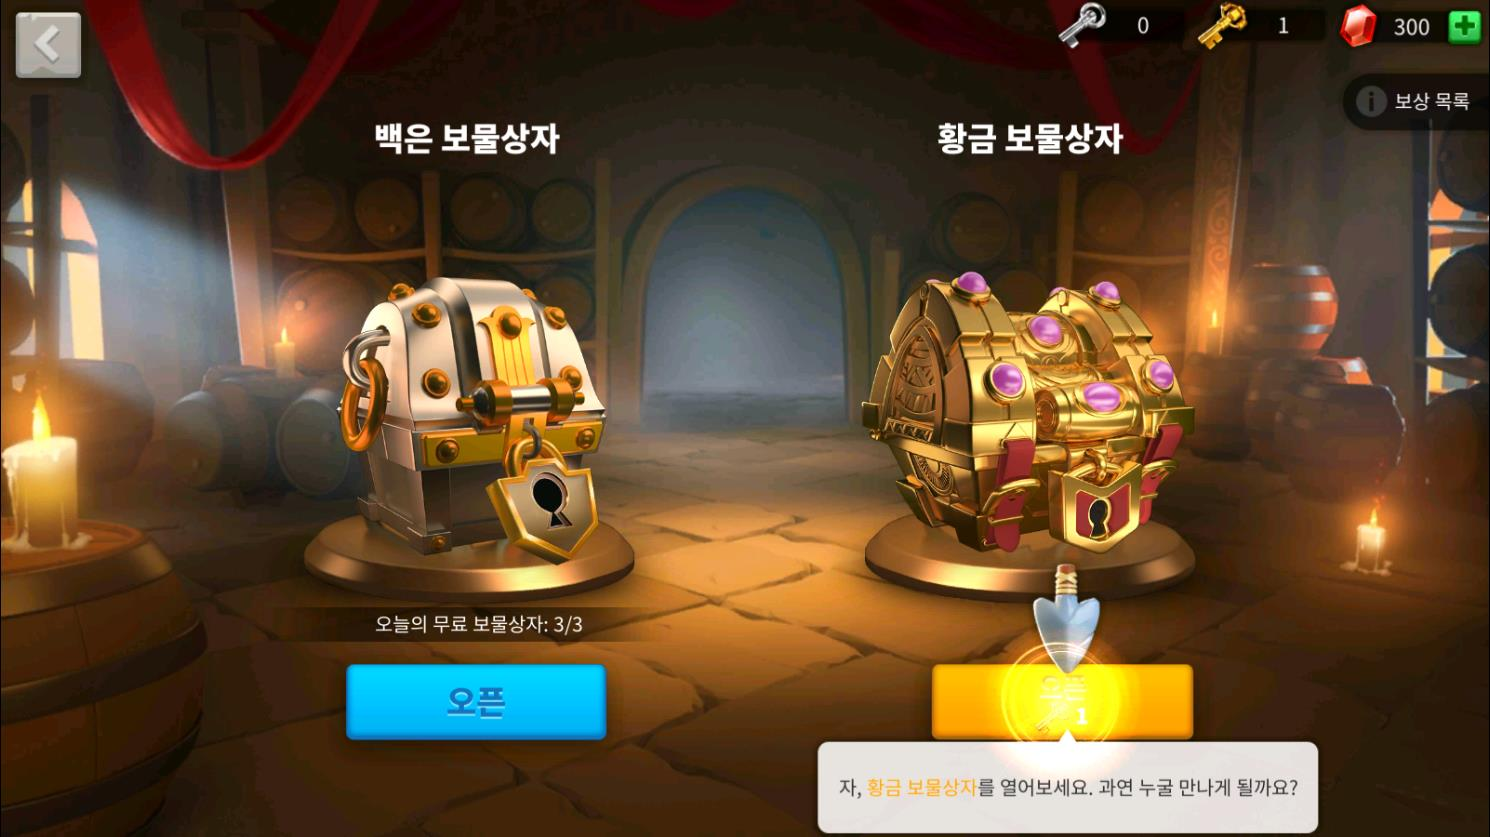 0
1
300
보상 목록
백은 보물상자
황금 보물상자
오늘의 무료 보물상자: 3/3
오픈
오픈
1
자, 황금 보물상자를 열어보세요. 과연 누굴 만나게 될까요?